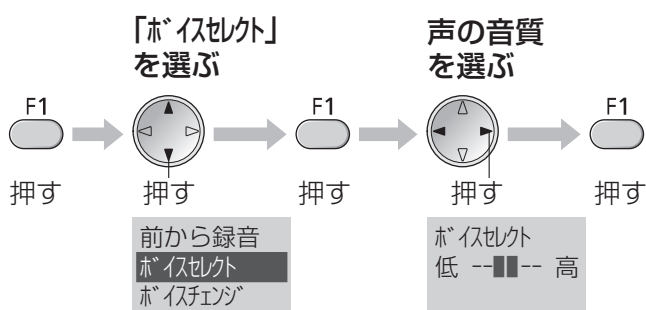 「ﾎﾞｲｽｾﾚｸﾄ」
を選ぶ
声の音質
を選ぶ
F1
F1
F1
押す
押す
押す
押す
押す
前から録音
ﾎﾞｲｽｾﾚｸﾄ
ﾎﾞｲｽﾁｪﾝｼﾞ
ﾎﾞｲｽｾﾚｸﾄ
低 --▮▮-- 高